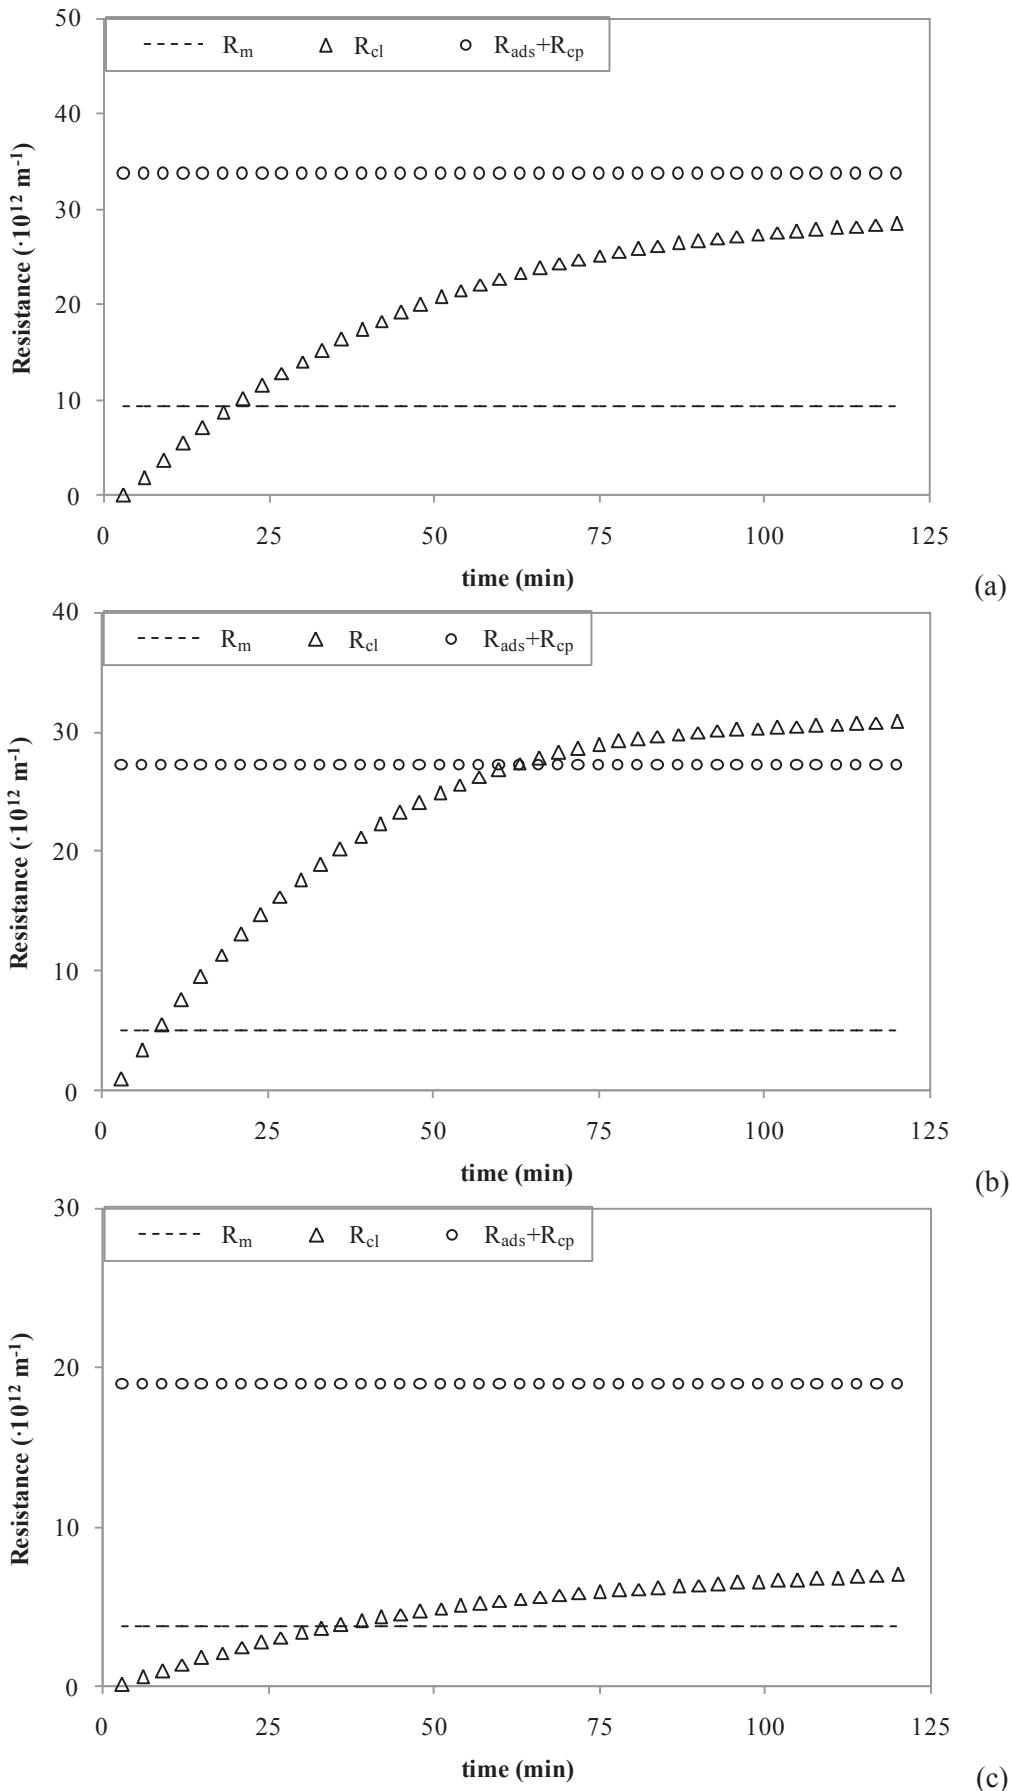 R_m R_cl R_ads+R_cp
50
40
30
20
10
0
0 25 50 75 100 125
Resistance (·10^12 m^-1)
time (min)
(a)
R_m R_cl R_ads+R_cp
40
30
20
10
0
0 25 50 75 100 125
Resistance (·10^12 m^-1)
time (min)
(b)
R_m R_cl R_ads+R_cp
30
20
10
0
0 25 50 75 100 125
Resistance (·10^12 m^-1)
time (min)
(c)